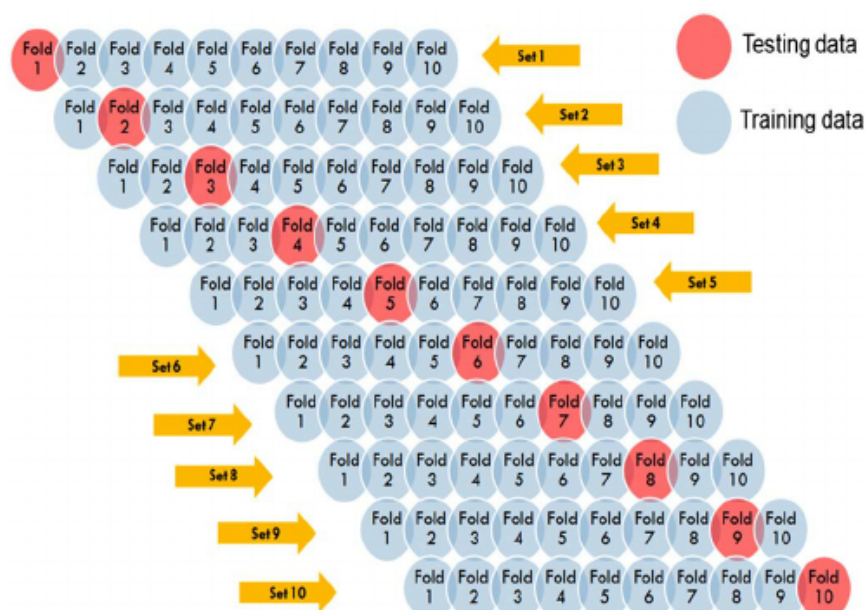 Fold Fold Fold Fold Fold Fold Fold Fold Fold Fold
1 2 3 4 5 6 7 8 9 10
Set 1
Testing data
Fold Fold Fold Fold Fold Fold Fold Fold Fold Fold
1 2 3 4 5 6 7 8 9 10
Set 2
Training data
Fold Fold Fold Fold Fold Fold Fold Fold Fold Fold
1 2 3 4 5 6 7 8 9 10
Set 3
Fold Fold Fold Fold Fold Fold Fold Fold Fold Fold
1 2 3 4 5 6 7 8 9 10
Set 4
Fold Fold Fold Fold Fold Fold Fold Fold Fold Fold
1 2 3 4 5 6 7 8 9 10
Set 5
Set 6
Fold Fold Fold Fold Fold Fold Fold Fold Fold Fold
1 2 3 4 5 6 7 8 9 10
Set 7
Fold Fold Fold Fold Fold Fold Fold Fold Fold Fold
1 2 3 4 5 6 7 8 9 10
Set 8
Fold Fold Fold Fold Fold Fold Fold Fold Fold Fold
1 2 3 4 5 6 7 8 9 10
Set 9
Fold Fold Fold Fold Fold Fold Fold Fold Fold Fold
1 2 3 4 5 6 7 8 9 10
Set 10
Fold Fold Fold Fold Fold Fold Fold Fold Fold Fold
1 2 3 4 5 6 7 8 9 10